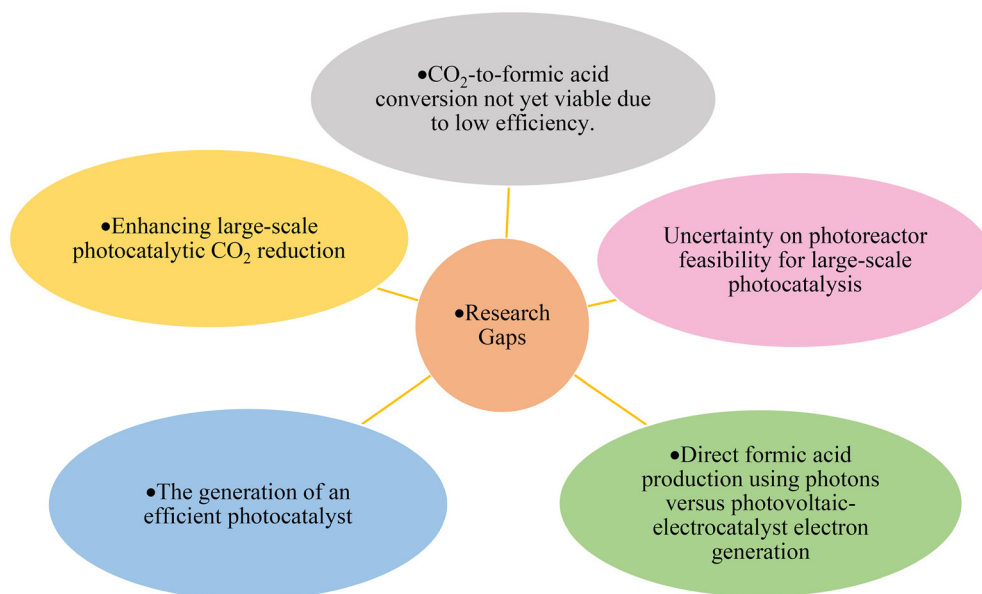 •CO₂-to-formic acid
conversion not yet viable due
to low efficiency.
•Enhancing large-scale
photocatalytic CO₂ reduction
Uncertainty on photoreactor
feasibility for large-scale
photocatalysis
•Research
Gaps
•The generation of an
efficient photocatalyst
•Direct formic acid
production using photons
versus photovoltaic-
electrocatalyst electron
generation